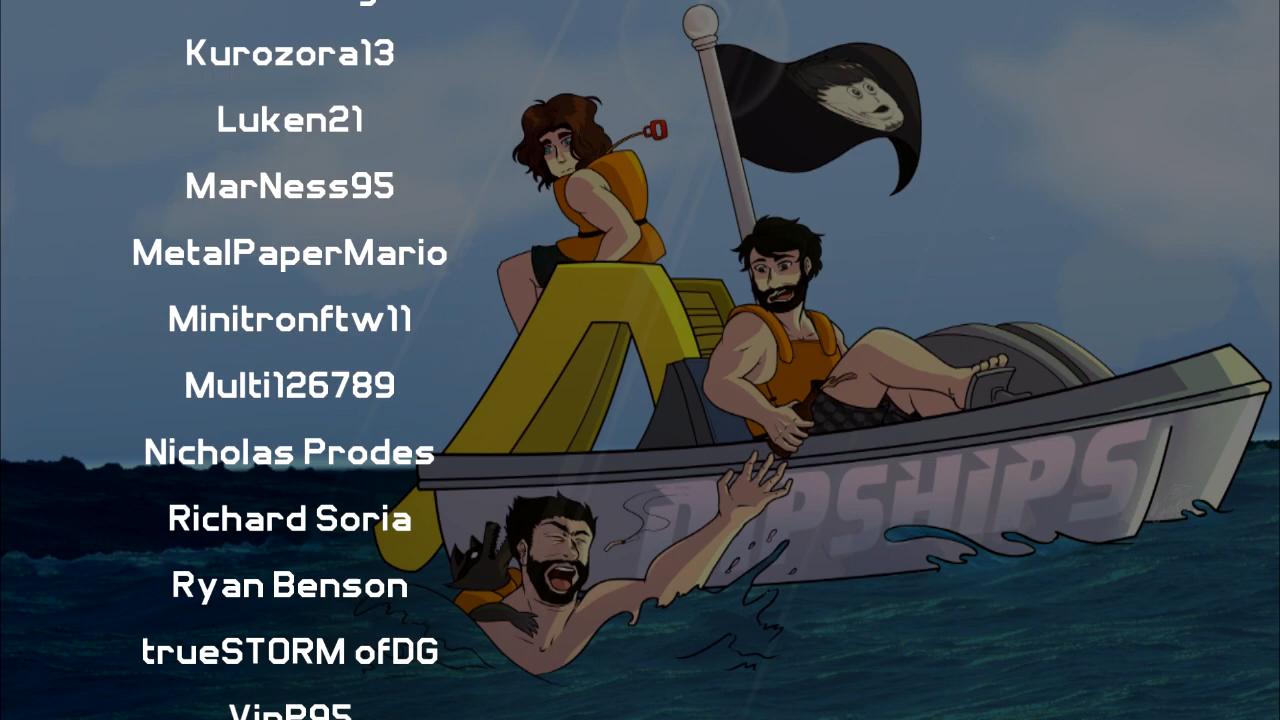 Kurozora13
Luken21
MarNess95
MetalPaperMario
Minitronftw11
Multi126789
Nicholas Prodes
Richard Soria
Ryan Benson
trueSTORM ofDG